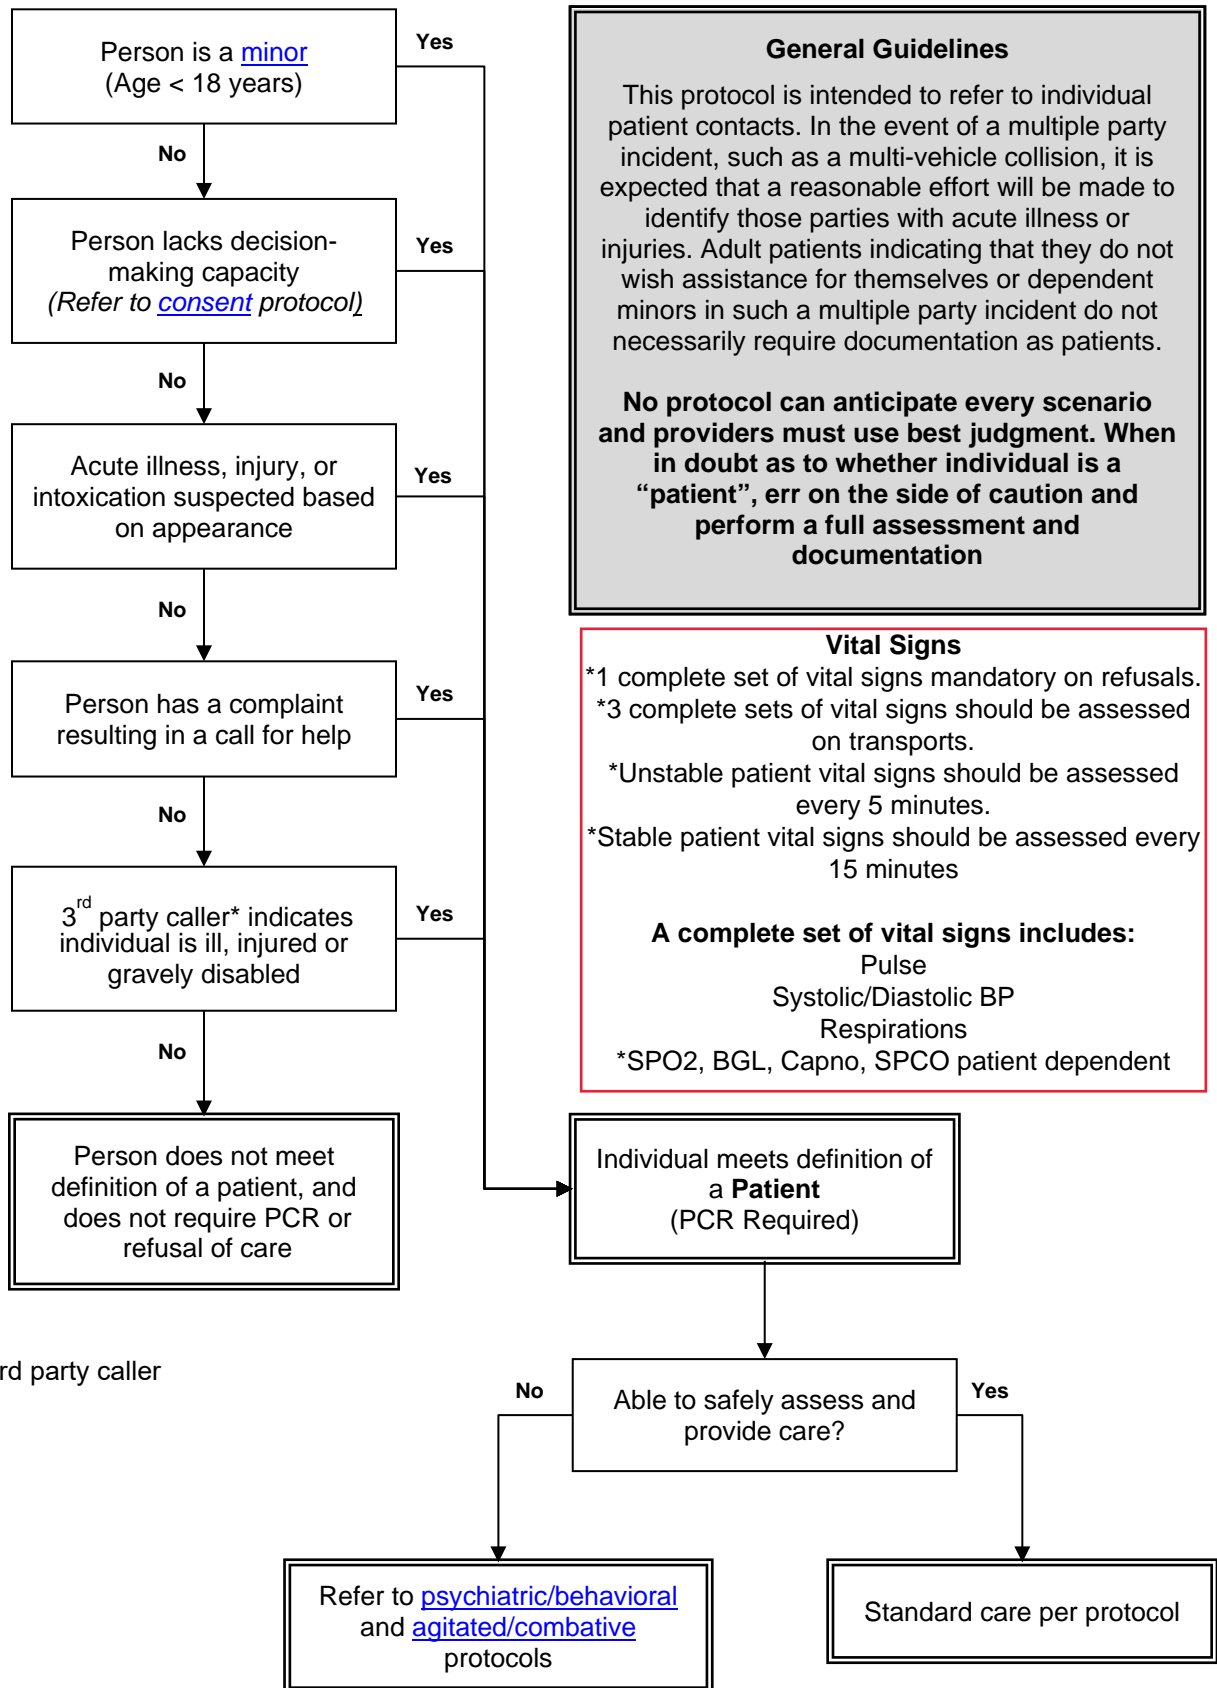 Person is a minor
(Age < 18 years)
Yes
No
Person lacks decision-
making capacity
(Refer to consent protocol)
Yes
No
Acute illness, injury, or
intoxication suspected based
on appearance
Yes
No
Person has a complaint
resulting in a call for help
Yes
No
3rd party caller* indicates
individual is ill, injured or
gravely disabled
Yes
No
Person does not meet
definition of a patient, and
does not require PCR or
refusal of care
General Guidelines
This protocol is intended to refer to individual
patient contacts. In the event of a multiple party
incident, such as a multi-vehicle collision, it is
expected that a reasonable effort will be made to
identify those parties with acute illness or
injuries. Adult patients indicating that they do not
wish assistance for themselves or dependent
minors in such a multiple party incident do not
necessarily require documentation as patients.
No protocol can anticipate every scenario
and providers must use best judgment. When
in doubt as to whether individual is a
“patient”, err on the side of caution and
perform a full assessment and
documentation
Vital Signs
*1 complete set of vital signs mandatory on refusals.
*3 complete sets of vital signs should be assessed
on transports.
*Unstable patient vital signs should be assessed
every 5 minutes.
*Stable patient vital signs should be assessed every
15 minutes
A complete set of vital signs includes:
Pulse
Systolic/Diastolic BP
Respirations
*SPO2, BGL, Capno, SPCO patient dependent
Individual meets definition of
a Patient
(PCR Required)
rd party caller
Able to safely assess and
provide care?
No
Yes
Refer to psychiatric/behavioral
and agitated/combative
protocols
Standard care per protocol